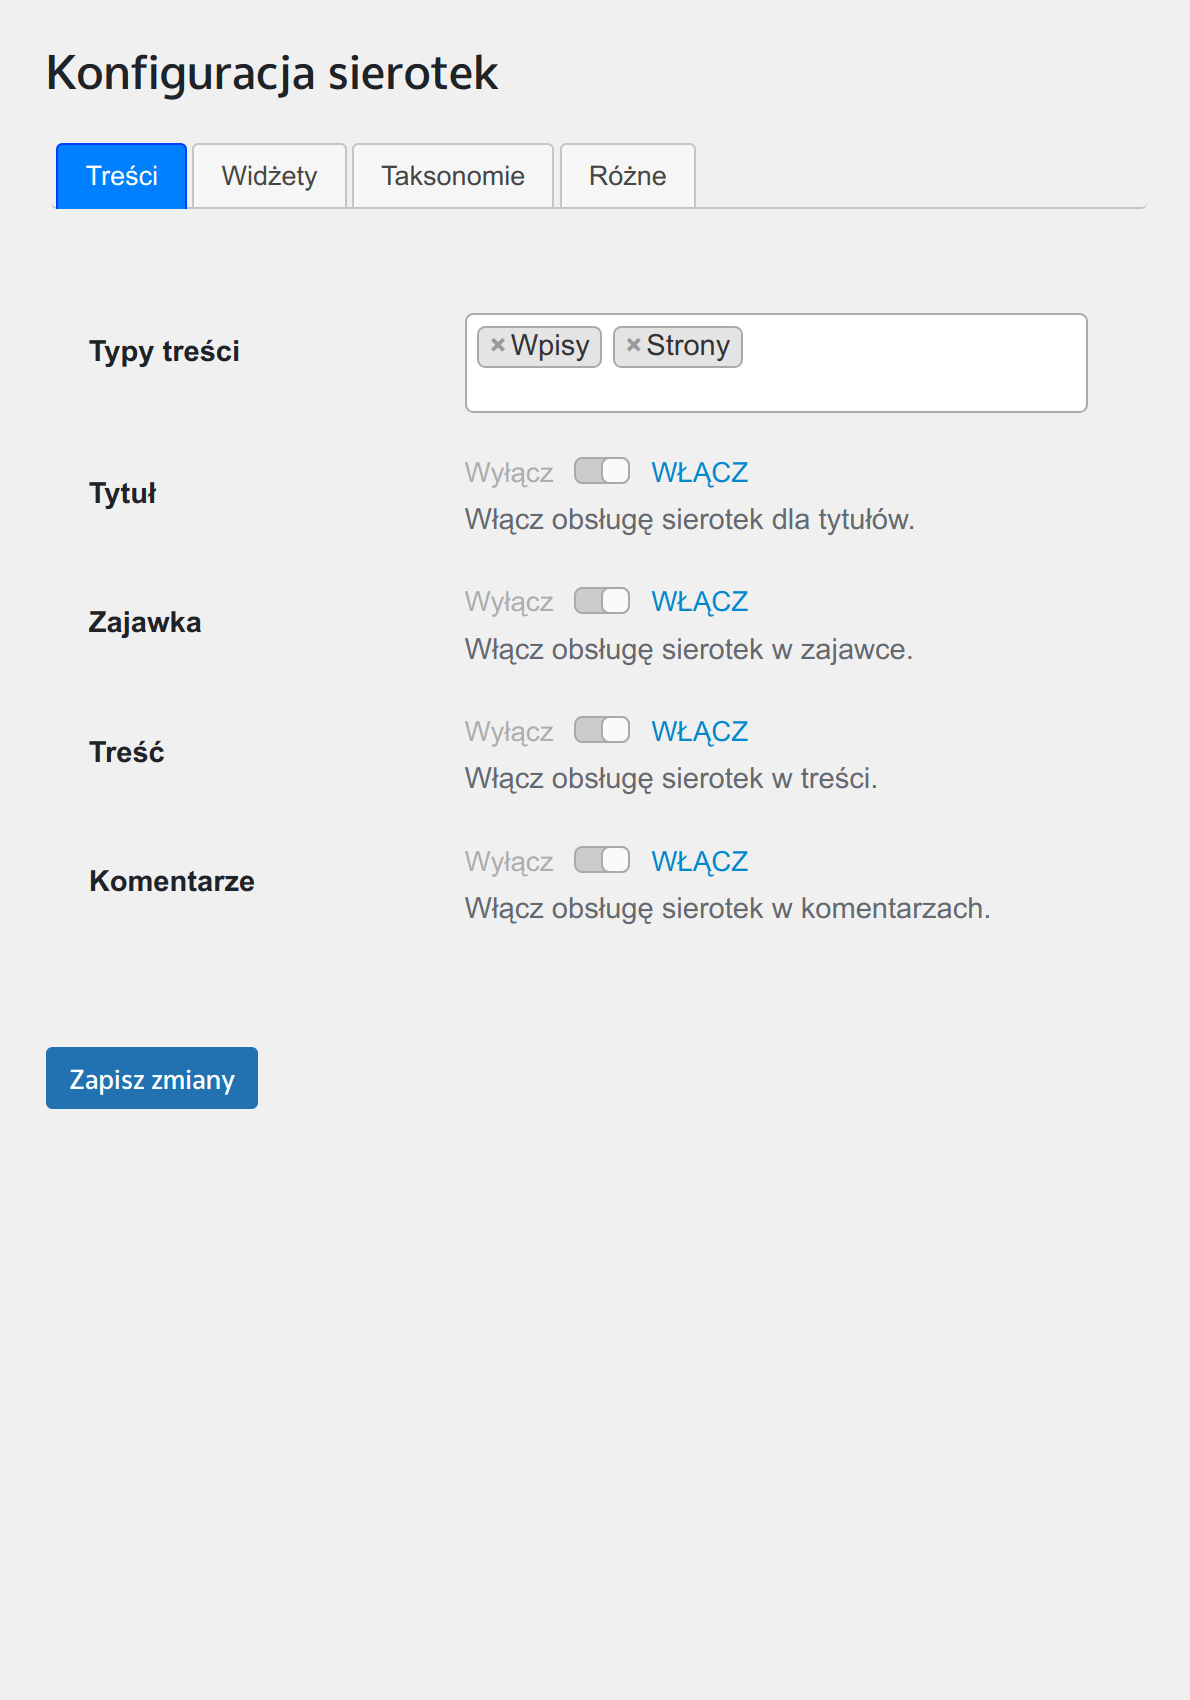 Konfiguracja sierotek
Treści Widżety Taksonomie Różne
Typy treści
×Wpisy ×Strony
Tytuł
Wyłącz WŁĄCZ
Włącz obsługę sierotek dla tytułów.
Zajawka
Wyłącz WŁĄCZ
Włącz obsługę sierotek w zajawce.
Treść
Wyłącz WŁĄCZ
Włącz obsługę sierotek w treści.
Komentarze
Wyłącz WŁĄCZ
Włącz obsługę sierotek w komentarzach.
Zapisz zmiany